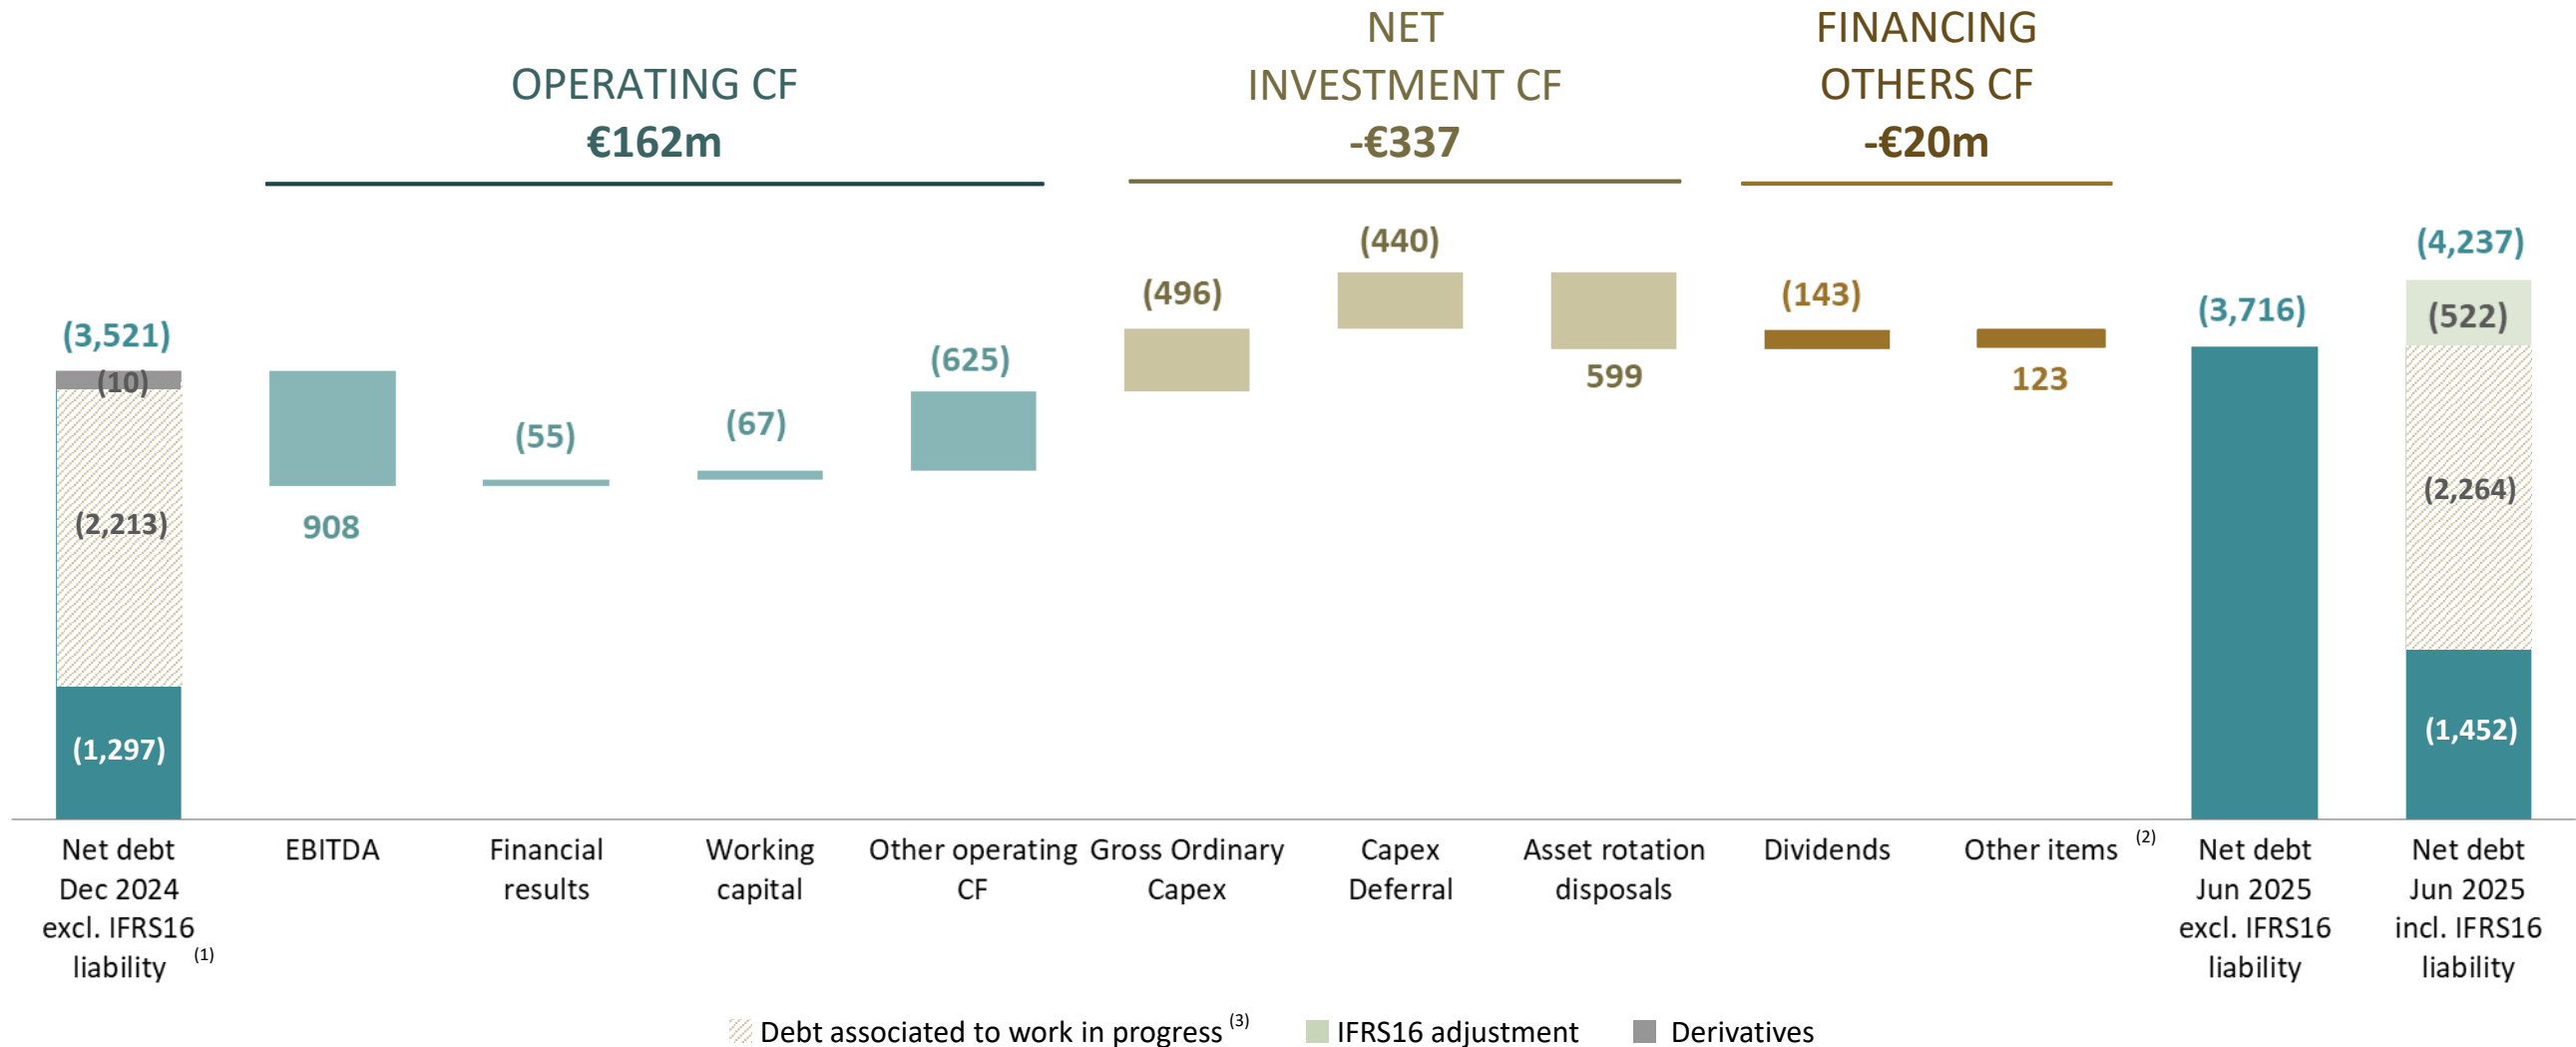 OPERATING CF
€162m
NET
INVESTMENT CF
-€337
FINANCING
OTHERS CF
-€20m
(3,521)
(10)
(2,213)
(1,297)
908
(55)
(67)
(625)
(496)
(440)
599
(143)
123
(3,716)
(4,237)
(522)
(2,264)
(1,452)
Net debt
Dec 2024
excl. IFRS16
liability (1)
EBITDA
Financial
results
Working
capital
Other operating
CF
Gross Ordinary
Capex
Capex
Deferral
Asset rotation
disposals
Dividends
Other items (2)
Net debt
Jun 2025
excl. IFRS16
liability
Net debt
Jun 2025
incl. IFRS16
liability
Debt associated to work in progress (3)
IFRS16 adjustment
Derivatives